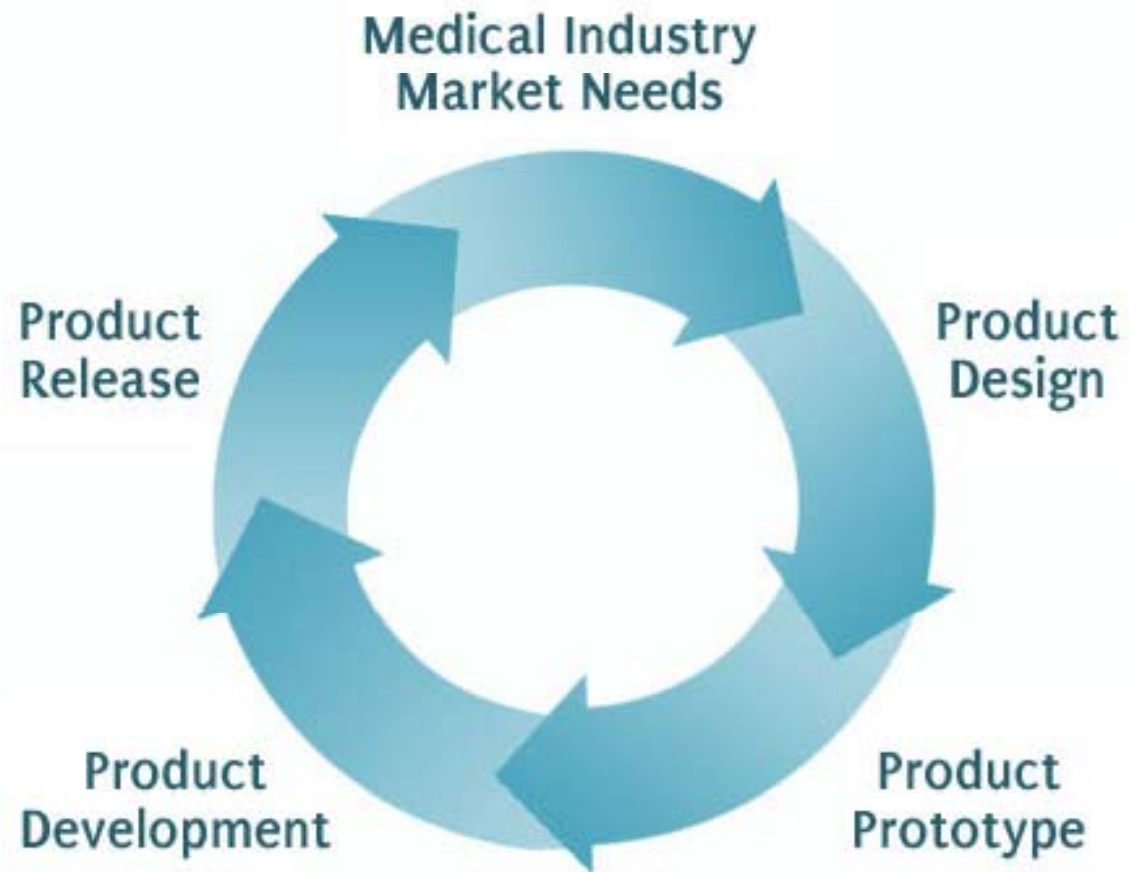 Medical Industry
Market Needs
Product
Design
Product
Prototype
Product
Development
Product
Release